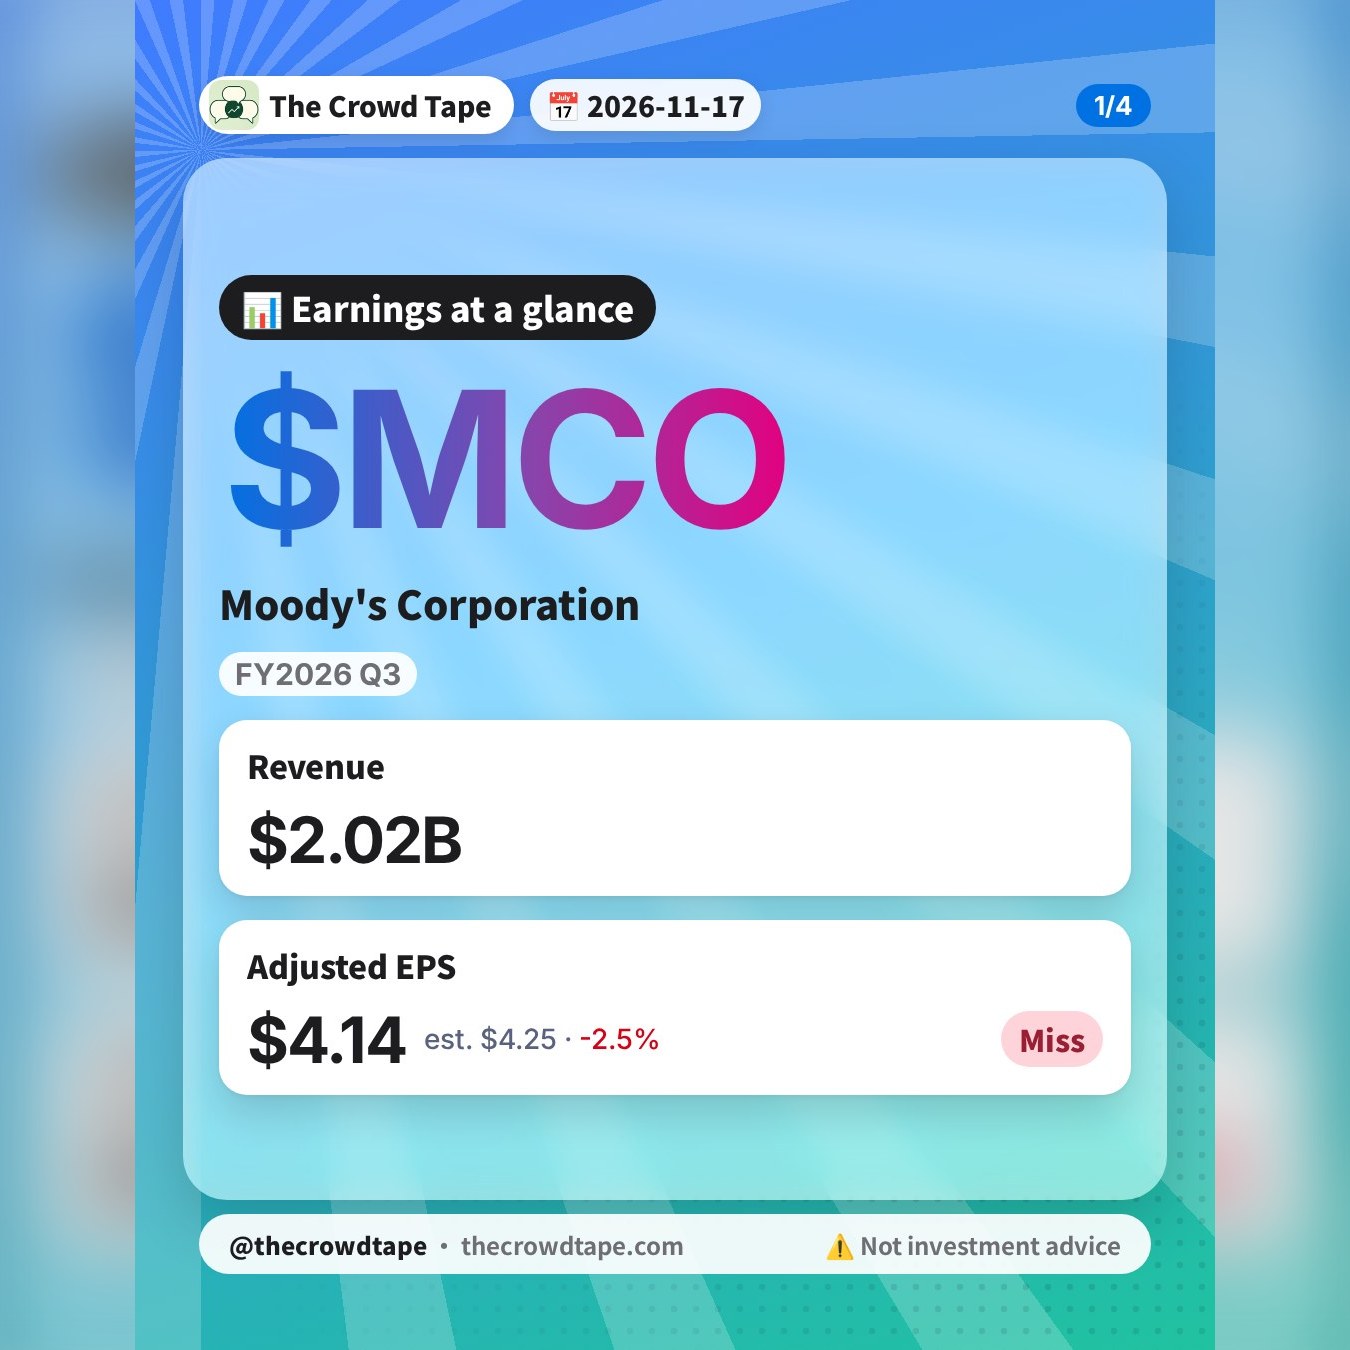 The Crowd Tape
📅 2026-11-17
1/4
📊 Earnings at a glance
$MCO
Moody's Corporation
FY2026 Q3
Revenue
$2.02B
Adjusted EPS
$4.14 est. $4.25 · -2.5%
Miss
@thecrowdtape • thecrowdtape.com
⚠️ Not investment advice